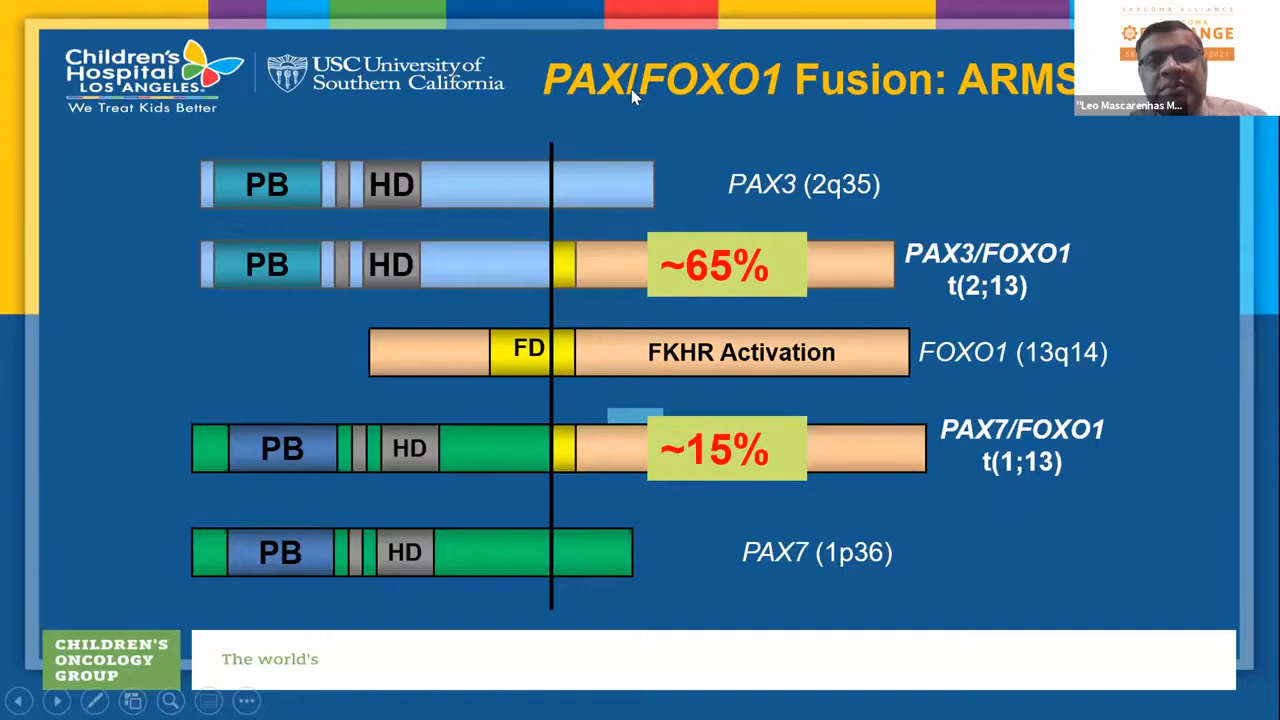 Children's
Hospital
LOS ANGELES
We Treat Kids Better
USC University of
Southern California
PAX/FOXO1 Fusion: ARMS
SARCOMA ALLIANCE
"Leo Mascarenhas M...
PB HD
PAX3 (2q35)
PB HD
~65%
PAX3/FOXO1
t(2;13)
FD
FKHR Activation
FOXO1 (13q14)
PB HD
~15%
PAX7/FOXO1
t(1;13)
PB HD
PAX7 (1p36)
CHILDREN'S
ONCOLOGY
GROUP
The world's